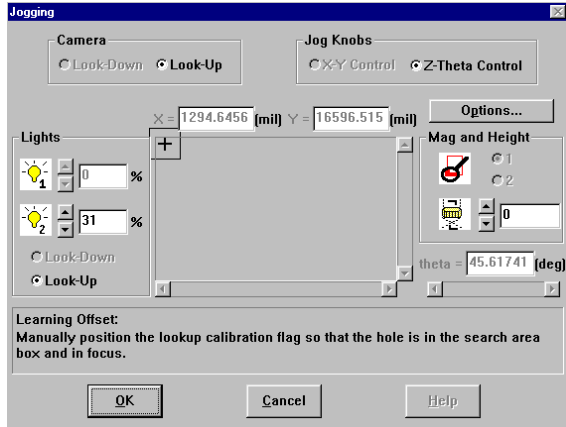 Jogging
Camera
Look-Down Look-Up
Jog Knobs
X-Y Control Z-Theta Control
X = 1294.6456 (mil) Y = 16596.515 (mil)
Options...
Lights
1 0 %
2 31 %
Look-Down
Look-Up
Mag and Height
1
2
0
theta = 45.61741 (deg)
Learning Offset:
Manually position the lookup calibration flag so that the hole is in the search area
box and in focus.
OK Cancel Help